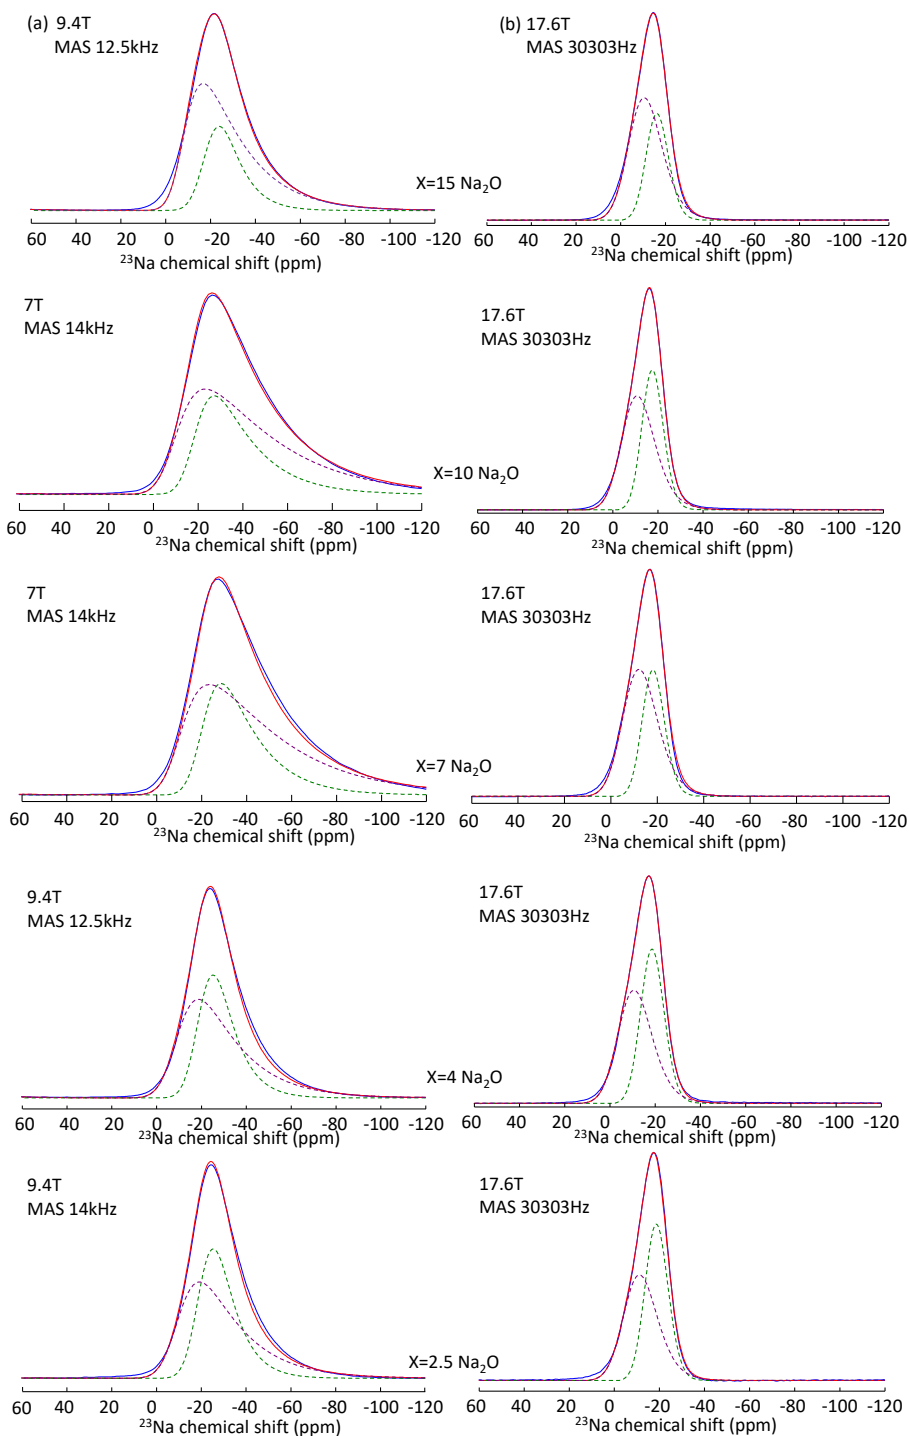 (a) 9.4T
MAS 12.5kHz
(b) 17.6T
MAS 30303Hz
X=15 Na₂O
60 40 20 0 -20 -40 -60 -80 -100 -120
²³Na chemical shift (ppm)
60 40 20 0 -20 -40 -60 -80 -100 -120
²³Na chemical shift (ppm)
7T
MAS 14kHz
17.6T
MAS 30303Hz
X=10 Na₂O
60 40 20 0 -20 -40 -60 -80 -100 -120
²³Na chemical shift (ppm)
60 40 20 0 -20 -40 -60 -80 -100 -120
²³Na chemical shift (ppm)
7T
MAS 14kHz
17.6T
MAS 30303Hz
X=7 Na₂O
60 40 20 0 -20 -40 -60 -80 -100 -120
²³Na chemical shift (ppm)
60 40 20 0 -20 -40 -60 -80 -100 -120
²³Na chemical shift (ppm)
9.4T
MAS 12.5kHz
17.6T
MAS 30303Hz
X=4 Na₂O
60 40 20 0 -20 -40 -60 -80 -100 -120
²³Na chemical shift (ppm)
60 40 20 0 -20 -40 -60 -80 -100 -120
²³Na chemical shift (ppm)
9.4T
MAS 14kHz
17.6T
MAS 30303Hz
X=2.5 Na₂O
60 40 20 0 -20 -40 -60 -80 -100 -120
²³Na chemical shift (ppm)
60 40 20 0 -20 -40 -60 -80 -100 -120
²³Na chemical shift (ppm)